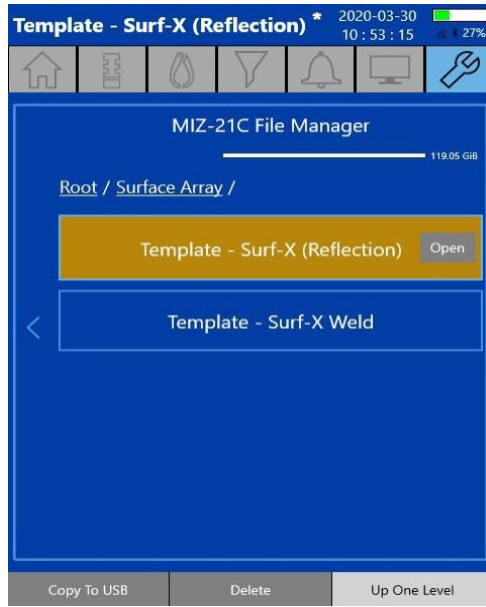 Template - Surf-X (Reflection) *
2020-03-30
10 : 53 : 15
27%
MIZ-21C File Manager
119.05 GiB
Root / Surface Array /
Template - Surf-X (Reflection)
Open
Template - Surf-X Weld
Copy To USB
Delete
Up One Level